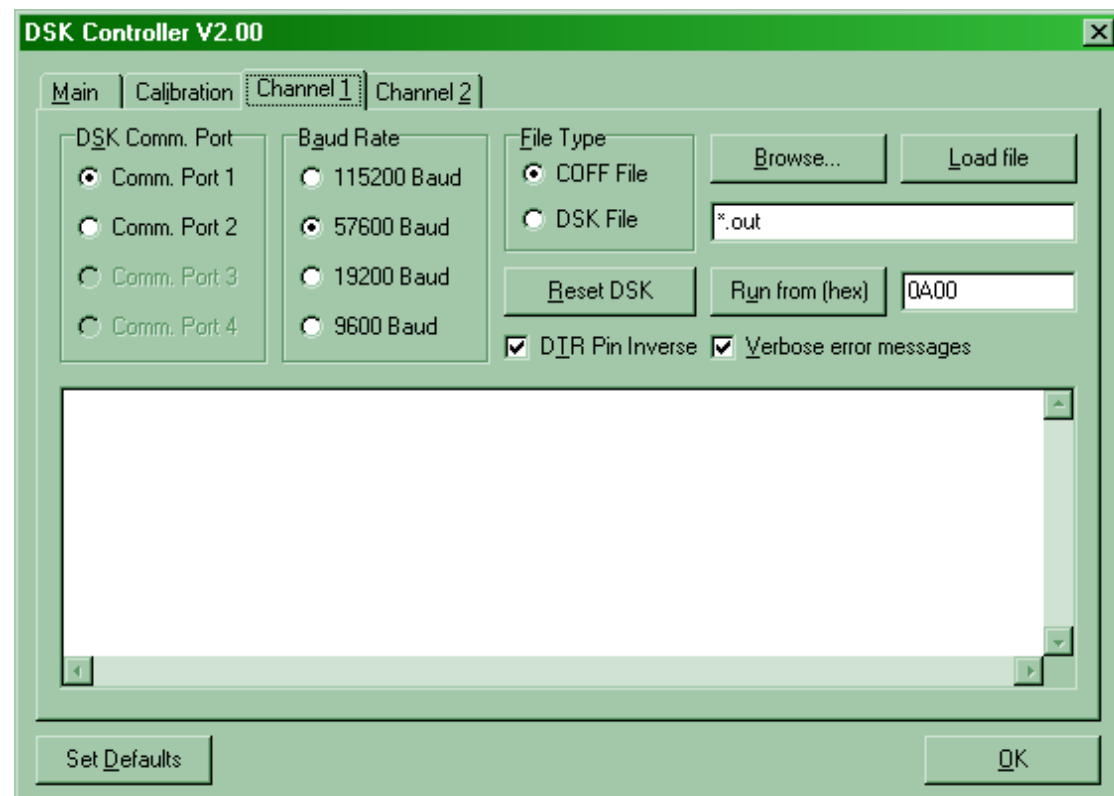 DSK Controller V2.00
Main Calibration Channel 1 Channel 2
DSK Comm. Port
Comm. Port 1
Comm. Port 2
Comm. Port 3
Comm. Port 4
Baud Rate
115200 Baud
57600 Baud
19200 Baud
9600 Baud
File Type
COFF File
DSK File
Browse...
Load file
*.out
Reset DSK
Run from (hex)
0A00
DTR Pin Inverse
Verbose error messages
Set Defaults
OK